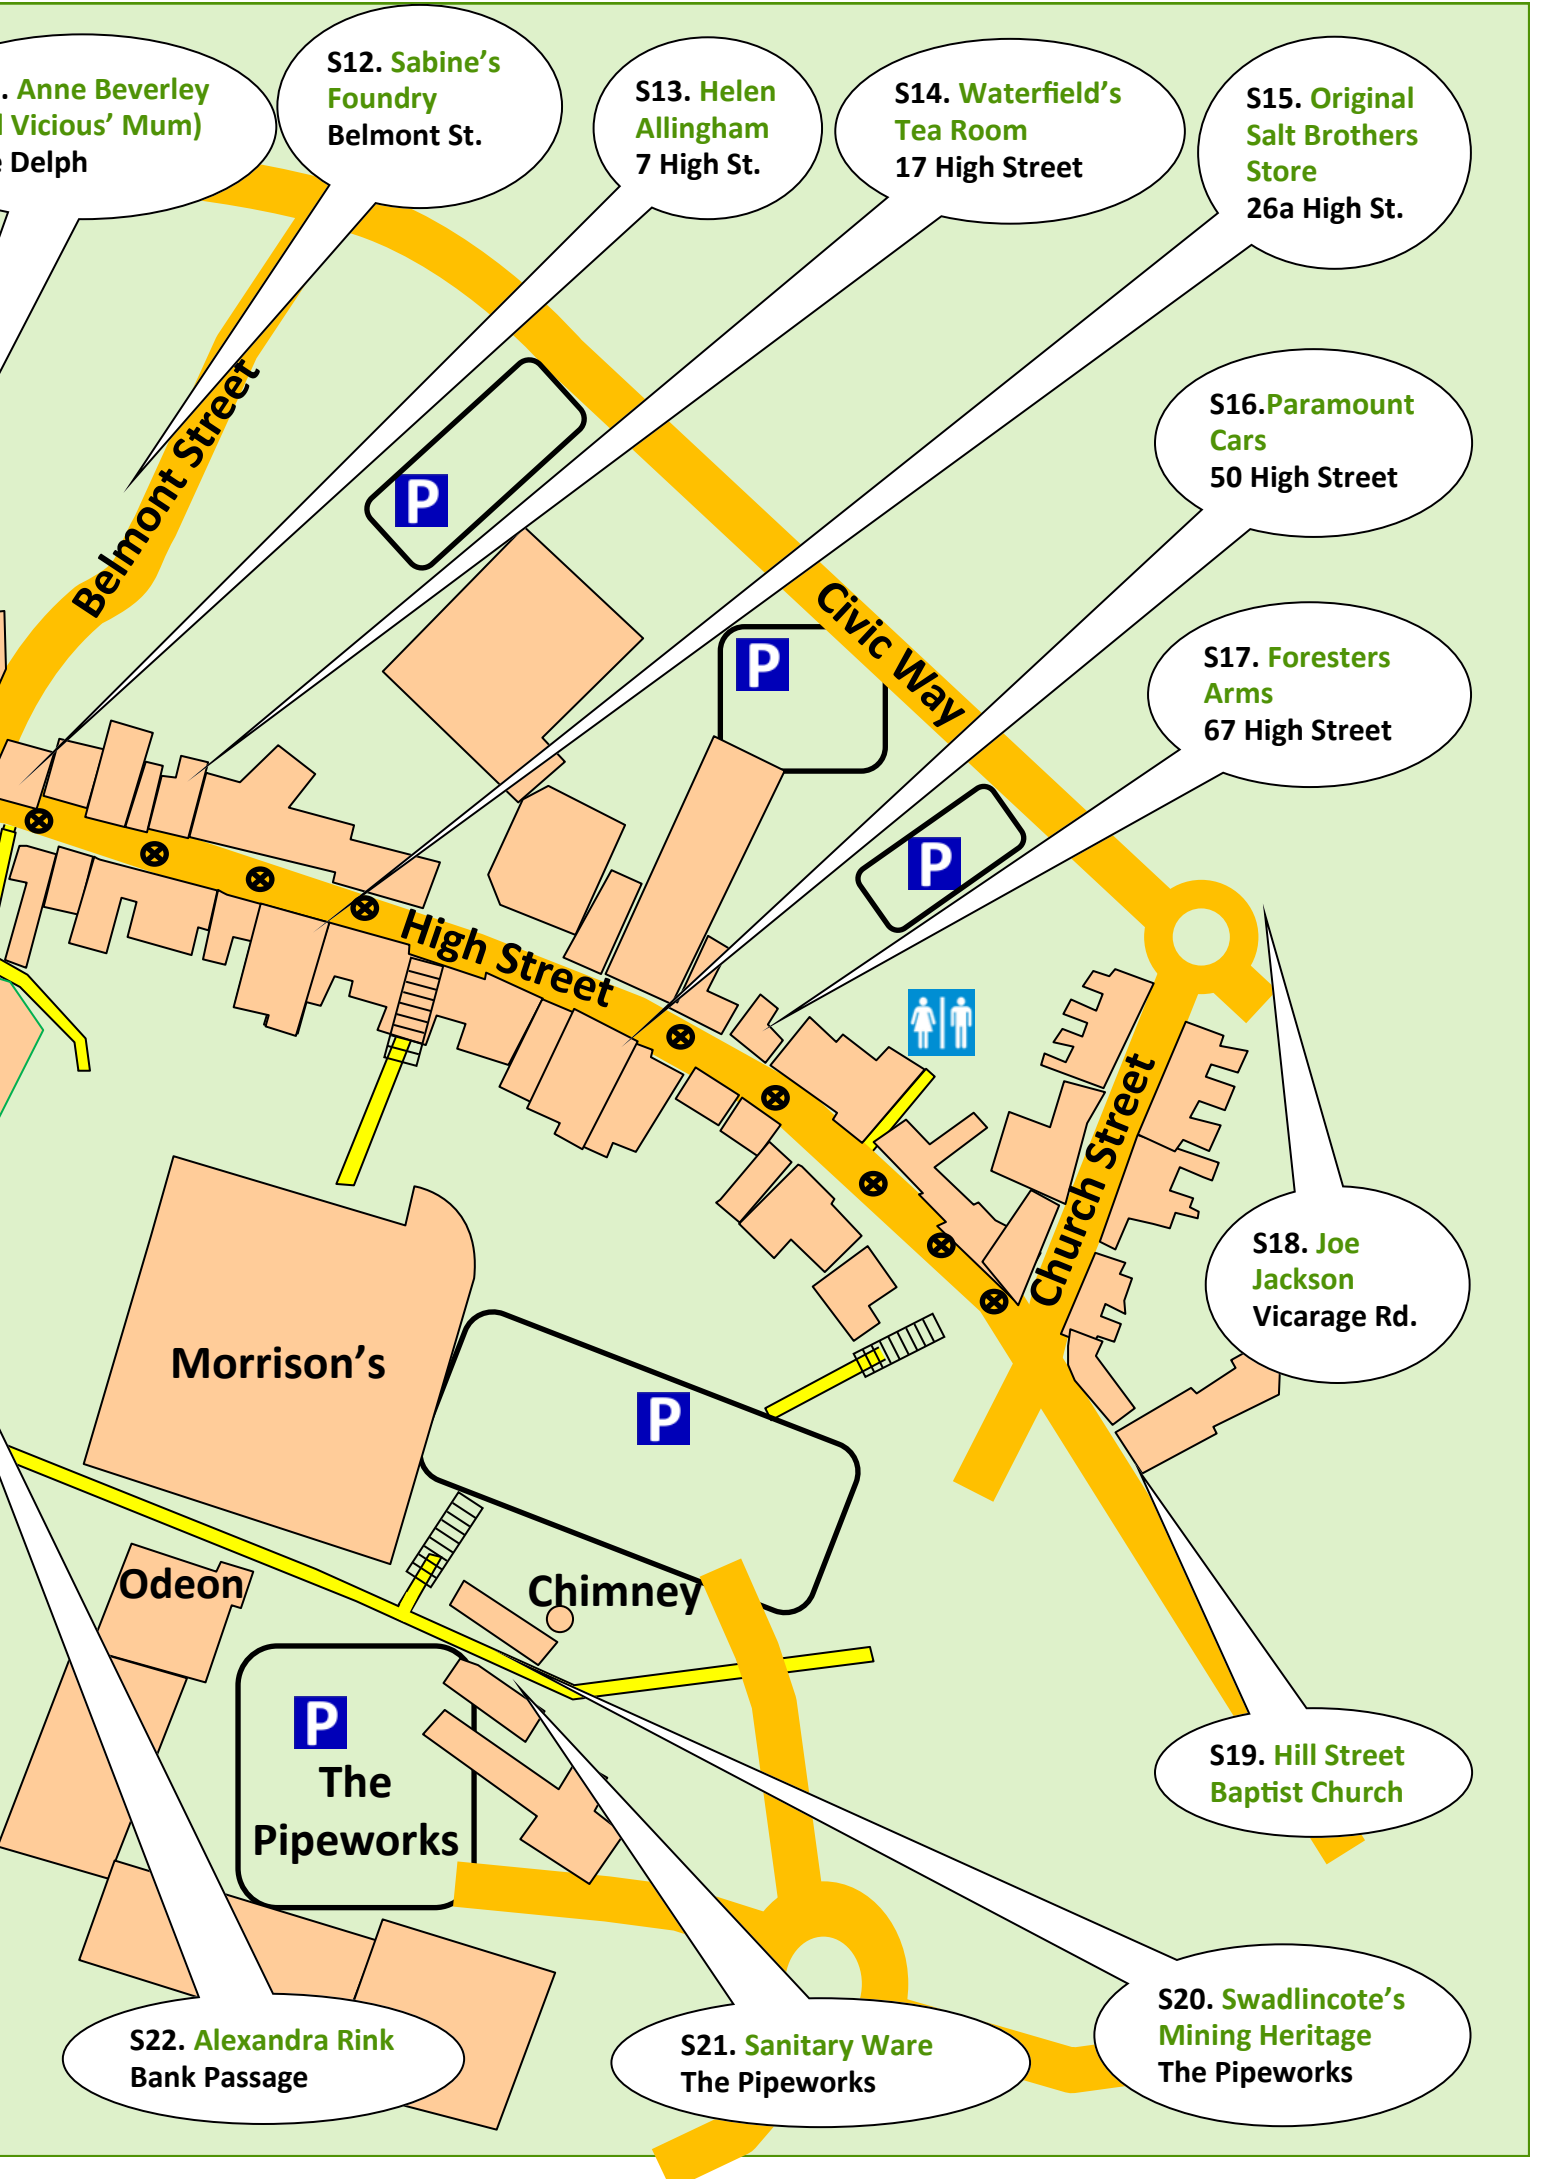 . Anne Beverley
Vicious’ Mum)
Delph
S12. Sabine’s
Foundry
Belmont St.
S13. Helen
Allingham
7 High St.
S14. Waterfield’s
Tea Room
17 High Street
S15. Original
Salt Brothers
Store
26a High St.
S16.Paramount
Cars
50 High Street
S17. Foresters
Arms
67 High Street
Belmont Street
P
P
Civic Way
P
High Street
Church Street
S18. Joe
Jackson
Vicarage Rd.
Morrison’s
P
Odeon
Chimney
P
The
Pipeworks
S19. Hill Street
Baptist Church
S20. Swadlincote’s
Mining Heritage
The Pipeworks
S21. Sanitary Ware
The Pipeworks
S22. Alexandra Rink
Bank Passage